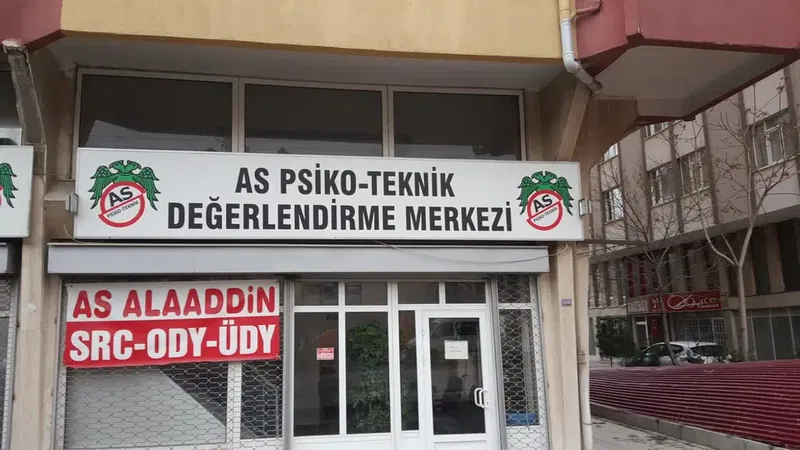 AS PSİKO-TEKNİK
DEĞERLENDİRME MERKEZİ
AS
PSİKO-TEKNİK
AS
PSİKO-TEKNİK
AS ALAADDiN
SRC-ODY-ÜDY